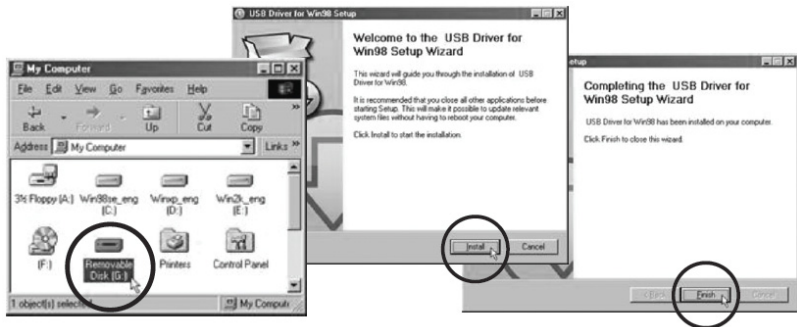 My Computer
File Edit View Go Favorites Help
Back Forward Up Cut Copy »
Address My Computer Links »
3½ Floppy (A:) Win98se_eng (C:) Winxp_eng (D:) Win2k_eng (E:)
(F:) Removable Disk (G:) Printers Control Panel
1 object(s) selected My Compute
USB Driver for Win98 Setup
Welcome to the USB Driver for
Win98 Setup Wizard
This wizard will guide you through the installation of USB
Driver for Win98.
It is recommended that you close all other applications before
starting Setup. This will make it possible to update relevant
system files without having to reboot your computer.
Click Install to start the installation.
Install Cancel
etup
Completing the USB Driver for
Win98 Setup Wizard
USB Driver for Win98 has been installed on your computer.
Click Finish to close this wizard.
< Back Finish Cancel